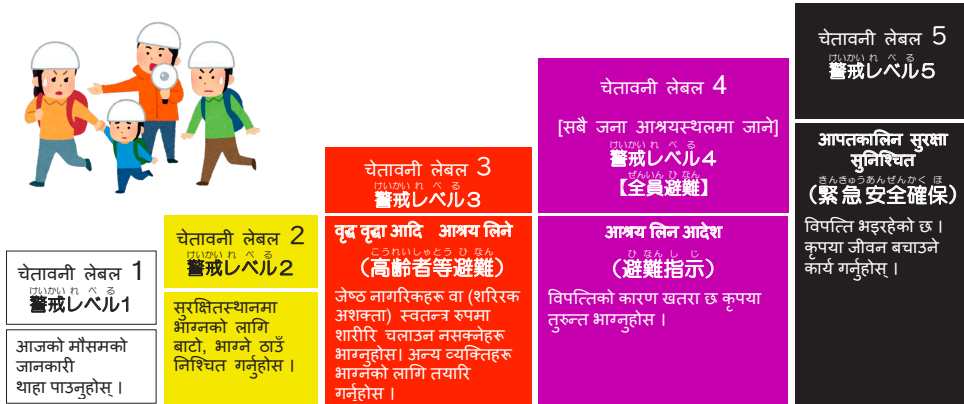 चेतावनी लेबल 1
けいかい れ べ る
警戒レベル1
आजको मौसमको
जानकारी
थाहा पाउनुहोस् ।
चेतावनी लेबल 2
けいかい れ べ る
警戒レベル2
सुरक्षितस्थानमा
भाग्नको लागि
बाटो, भाग्ने ठाउँ
निश्चित गर्नुहोस ।
चेतावनी लेबल 3
けいかい れ べ る
警戒レベル3
वृद्ध वृद्धा आदि आश्रय लिने
こうれいしゃとう ひ なん
(高齢者等避難)
जेष्ठ नागरिकहरू वा (शरिरक
अशक्ता) स्वतन्त्र रुपमा
शारीरि चलाउन नसक्नेहरू
भाग्नुहोस। अन्य व्यक्तिहरू
भाग्नको लागि तयारि
गर्नुहोस ।
चेतावनी लेबल 4
[सबै जना आश्रयस्थलमा जाने]
けいかい れ べ る
警戒レベル4
ぜんいん ひ なん
【全員避難】
आश्रय लिन आदेश
ひ なん し じ
(避難指示)
विपत्तिको कारण खतरा छ कृपया
तुरुन्त भाग्नुहोस ।
चेतावनी लेबल 5
けいかい れ べ る
警戒レベル5
आपतकालिन सुरक्षा
सुनिश्चित
きんきゅうあんぜんかく ほ
(緊急安全確保)
विपत्ति भइरहेको छ ।
कृपया जीवन बचाउने
कार्य गर्नुहोस् ।